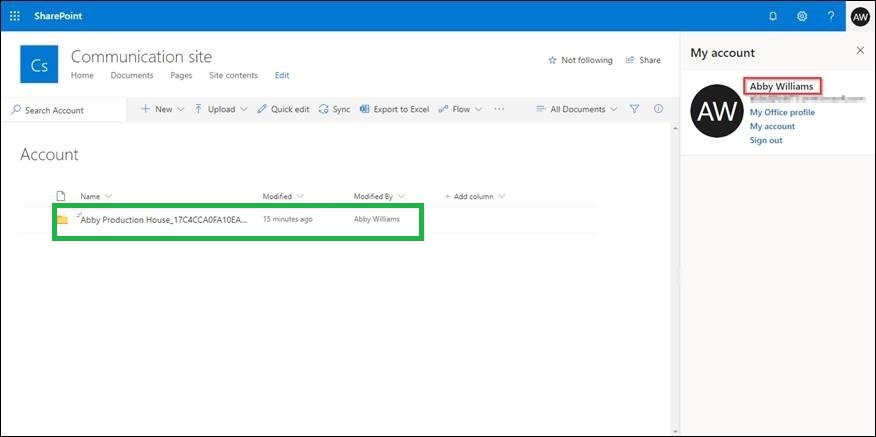 SharePoint
?
AW
Cs
Communication site
Home Documents Pages Site contents Edit
Not following Share
Search Account
New Upload Quick edit Sync Export to Excel Flow ... All Documents
Account
Name Modified Modified By + Add column
Abby Production House_17C4CCA0FA10EA... 15 minutes ago Abby Williams
My account
AW
Abby Williams
My Office profile
My account
Sign out